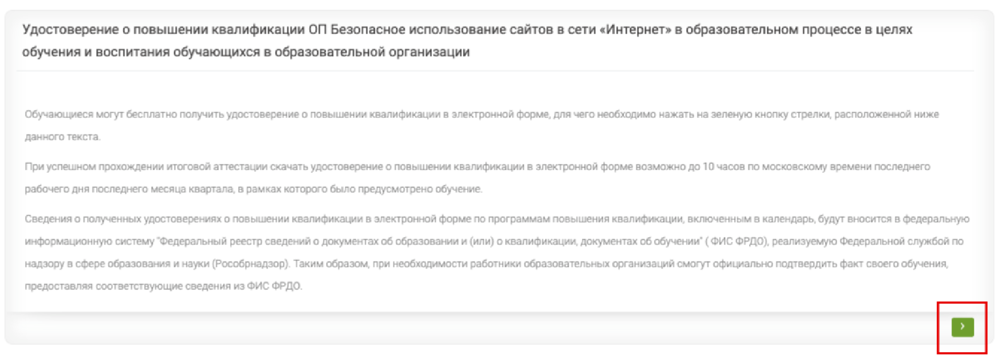 Удостоверение о повышении квалификации ОП Безопасное использование сайтов в сети «Интернет» в образовательном процессе в целях
обучения и воспитания обучающихся в образовательной организации
Обучающиеся могут бесплатно получить удостоверение о повышении квалификации в электронной форме, для чего необходимо нажать на зеленую кнопку стрелки, расположенной ниже
данного текста.
При успешном прохождении итоговой аттестации скачать удостоверение о повышении квалификации в электронной форме возможно до 10 часов по московскому времени последнего
рабочего дня последнего месяца квартала, в рамках которого было предусмотрено обучение.
Сведения о полученных удостоверениях о повышении квалификации в электронной форме по программам повышения квалификации, включенным в календарь, будут вносится в федеральную
информационную систему "Федеральный реестр сведений о документах об образовании и (или) о квалификации, документах об обучении" ( ФИС ФРДО), реализуемую Федеральной службой по
надзору в сфере образования и науки (Рособрнадзор). Таким образом, при необходимости работники образовательных организаций смогут официально подтвердить факт своего обучения,
предоставляя соответствующие сведения из ФИС ФРДО.